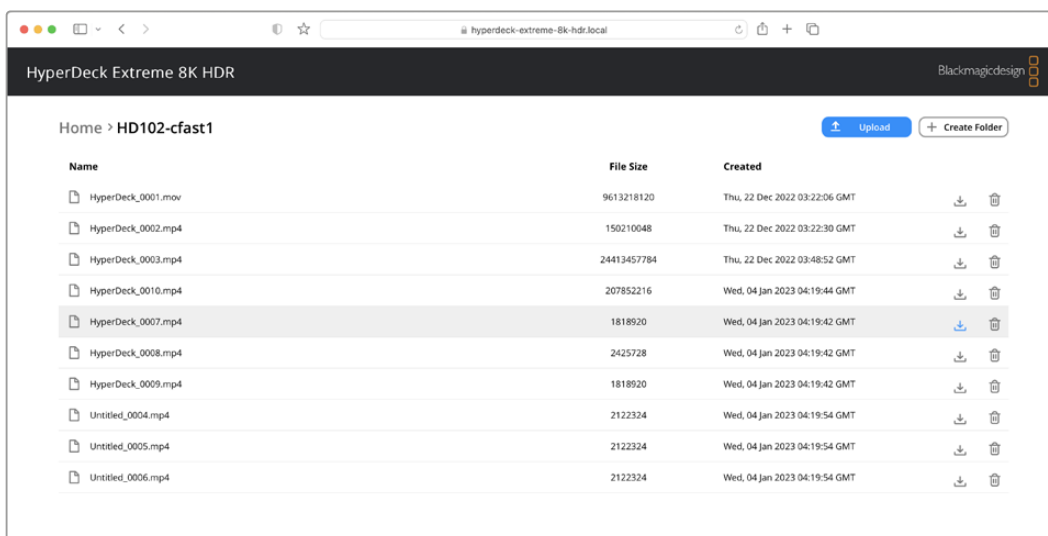 hyperdeck-extreme-8k-hdr.local
HyperDeck Extreme 8K HDR
Blackmagicdesign
Home > HD102-cfast1
Upload
+ Create Folder
Name File Size Created
HyperDeck_0001.mov 9613218120 Thu, 22 Dec 2022 03:22:06 GMT
HyperDeck_0002.mp4 150210048 Thu, 22 Dec 2022 03:22:30 GMT
HyperDeck_0003.mp4 24413457784 Thu, 22 Dec 2022 03:48:52 GMT
HyperDeck_0010.mp4 207852216 Wed, 04 Jan 2023 04:19:44 GMT
HyperDeck_0007.mp4 1818920 Wed, 04 Jan 2023 04:19:42 GMT
HyperDeck_0008.mp4 2425728 Wed, 04 Jan 2023 04:19:42 GMT
HyperDeck_0009.mp4 1818920 Wed, 04 Jan 2023 04:19:42 GMT
Untitled_0004.mp4 2122324 Wed, 04 Jan 2023 04:19:54 GMT
Untitled_0005.mp4 2122324 Wed, 04 Jan 2023 04:19:54 GMT
Untitled_0006.mp4 2122324 Wed, 04 Jan 2023 04:19:54 GMT